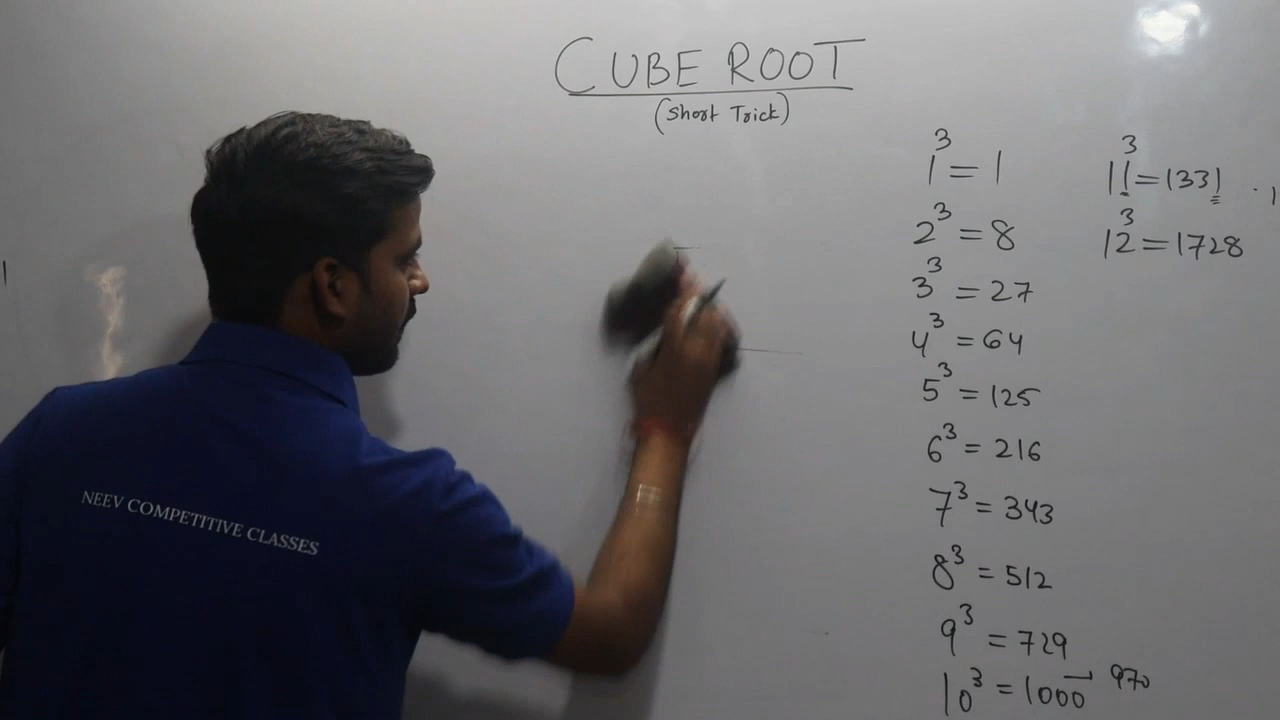 CUBE ROOT
(Short Trick)
1³ = 1
2³ = 8
3³ = 27
4³ = 64
5³ = 125
6³ = 216
7³ = 343
8³ = 512
9³ = 729
10³ = 1000 970
11³ = 1331
12³ = 1728
NEEV COMPETITIVE CLASSES